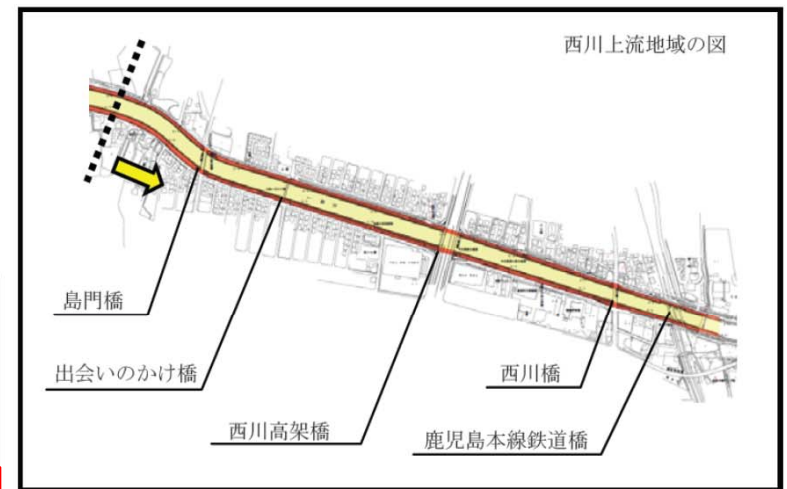 西川上流地域の図
島門橋
出会いのかけ橋
西川高架橋
西川橋
鹿児島本線鉄道橋